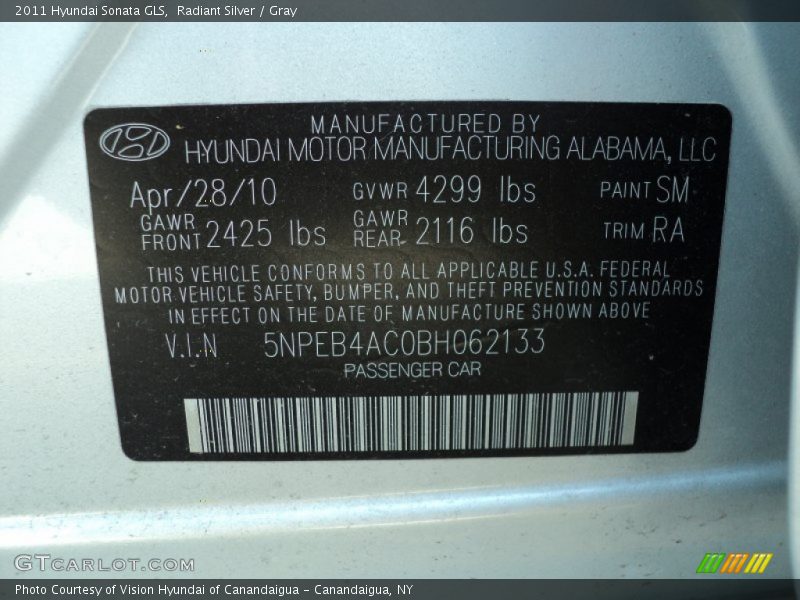 2011 Hyundai Sonata GLS, Radiant Silver / Gray
MANUFACTURED BY
HYUNDAI MOTOR MANUFACTURING ALABAMA, LLC
Apr/28/10 GVWR 4299 lbs PAINT SM
GAWR FRONT 2425 lbs GAWR REAR 2116 lbs TRIM RA
THIS VEHICLE CONFORMS TO ALL APPLICABLE U.S.A. FEDERAL
MOTOR VEHICLE SAFETY, BUMPER, AND THEFT PREVENTION STANDARDS
IN EFFECT ON THE DATE OF MANUFACTURE SHOWN ABOVE
V.I.N 5NPEB4AC0BH062133
PASSENGER CAR
GTCARLOT.COM
Photo Courtesy of Vision Hyundai of Canandaigua - Canandaigua, NY